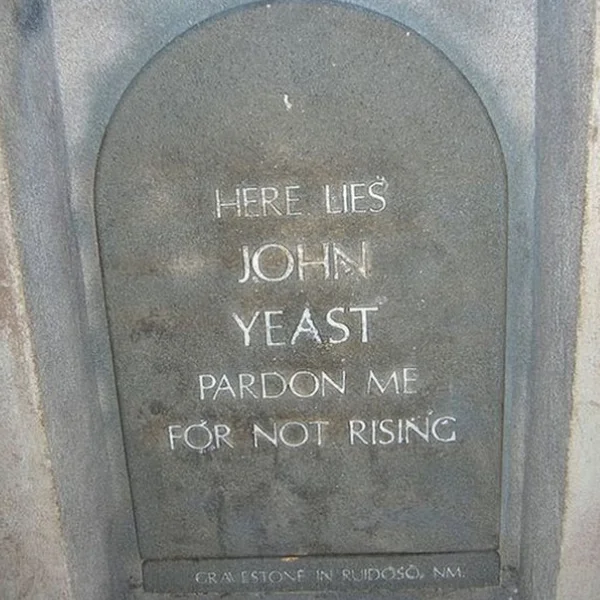 HERE LIES
JOHN
YEAST
PARDON ME
FOR NOT RISING
GRAVESTONE IN RUIDOSO, NM.